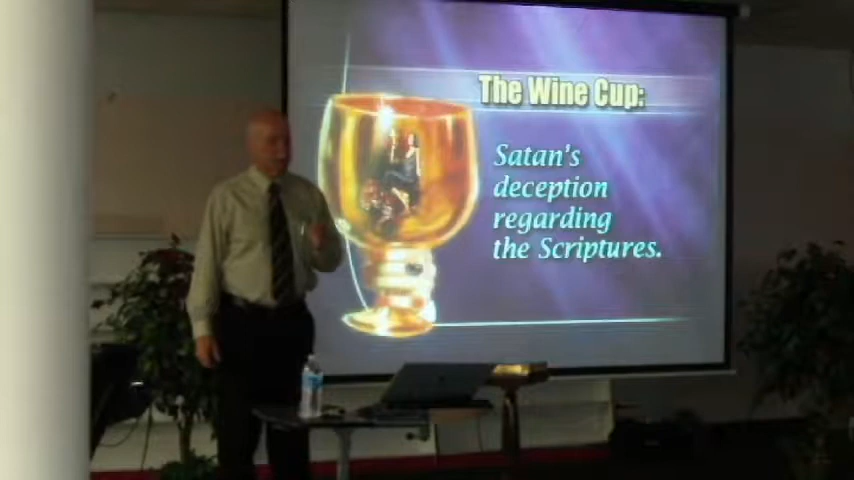 The Wine Cup:
Satan's
deception
regarding
the Scriptures.